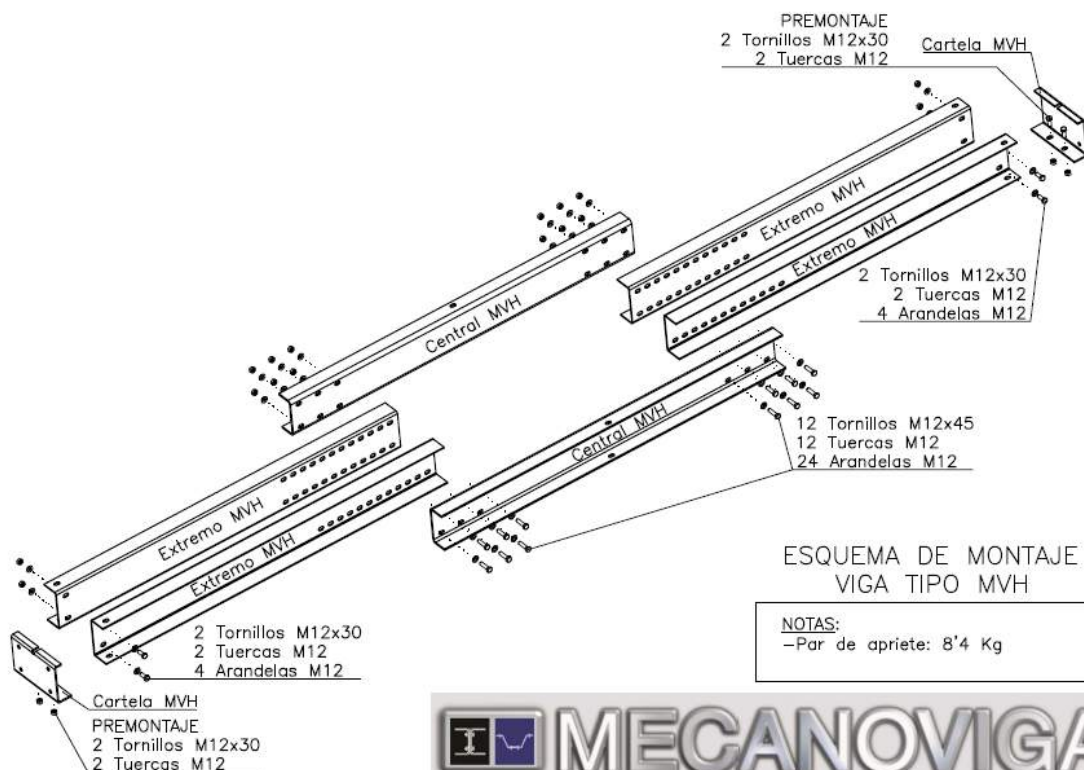 PREMONTAJE
2 Tornillos M12x30
2 Tuercas M12
Cartela MVH
Extremo MVH
Extremo MVH
Central MVH
2 Tornillos M12x30
2 Tuercas M12
4 Arandelas M12
Central MVH
12 Tornillos M12x45
12 Tuercas M12
24 Arandelas M12
Extremo MVH
Extremo MVH
2 Tornillos M12x30
2 Tuercas M12
4 Arandelas M12
Cartela MVH
PREMONTAJE
2 Tornillos M12x30
2 Tuercas M12
ESQUEMA DE MONTAJE
VIGA TIPO MVH
NOTAS:
-Par de apriete: 8'4 Kg
MECANOVIGA